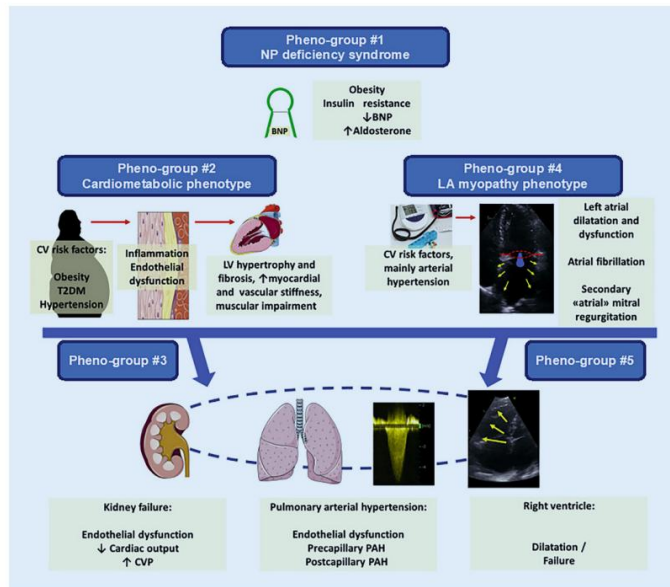 Pheno-group #1
NP deficiency syndrome
BNP
Obesity
Insulin resistance
↓BNP
↑Aldosterone
Pheno-group #2
Cardiometabolic phenotype
CV risk factors:
Obesity
T2DM
Hypertension
Inflammation
Endothelial
dysfunction
LV hypertrophy and
fibrosis, ↑myocardial
and vascular stiffness,
muscular impairment
Pheno-group #4
LA myopathy phenotype
CV risk factors,
mainly arterial
hypertension
Left atrial
dilatation and
dysfunction
Atrial fibrillation
Secondary
«atrial» mitral
regurgitation
Pheno-group #3
Pheno-group #5
Kidney failure:
Endothelial dysfunction
↓ Cardiac output
↑ CVP
Pulmonary arterial hypertension:
Endothelial dysfunction
Precapillary PAH
Postcapillary PAH
Right ventricle:
Dilatation /
Failure